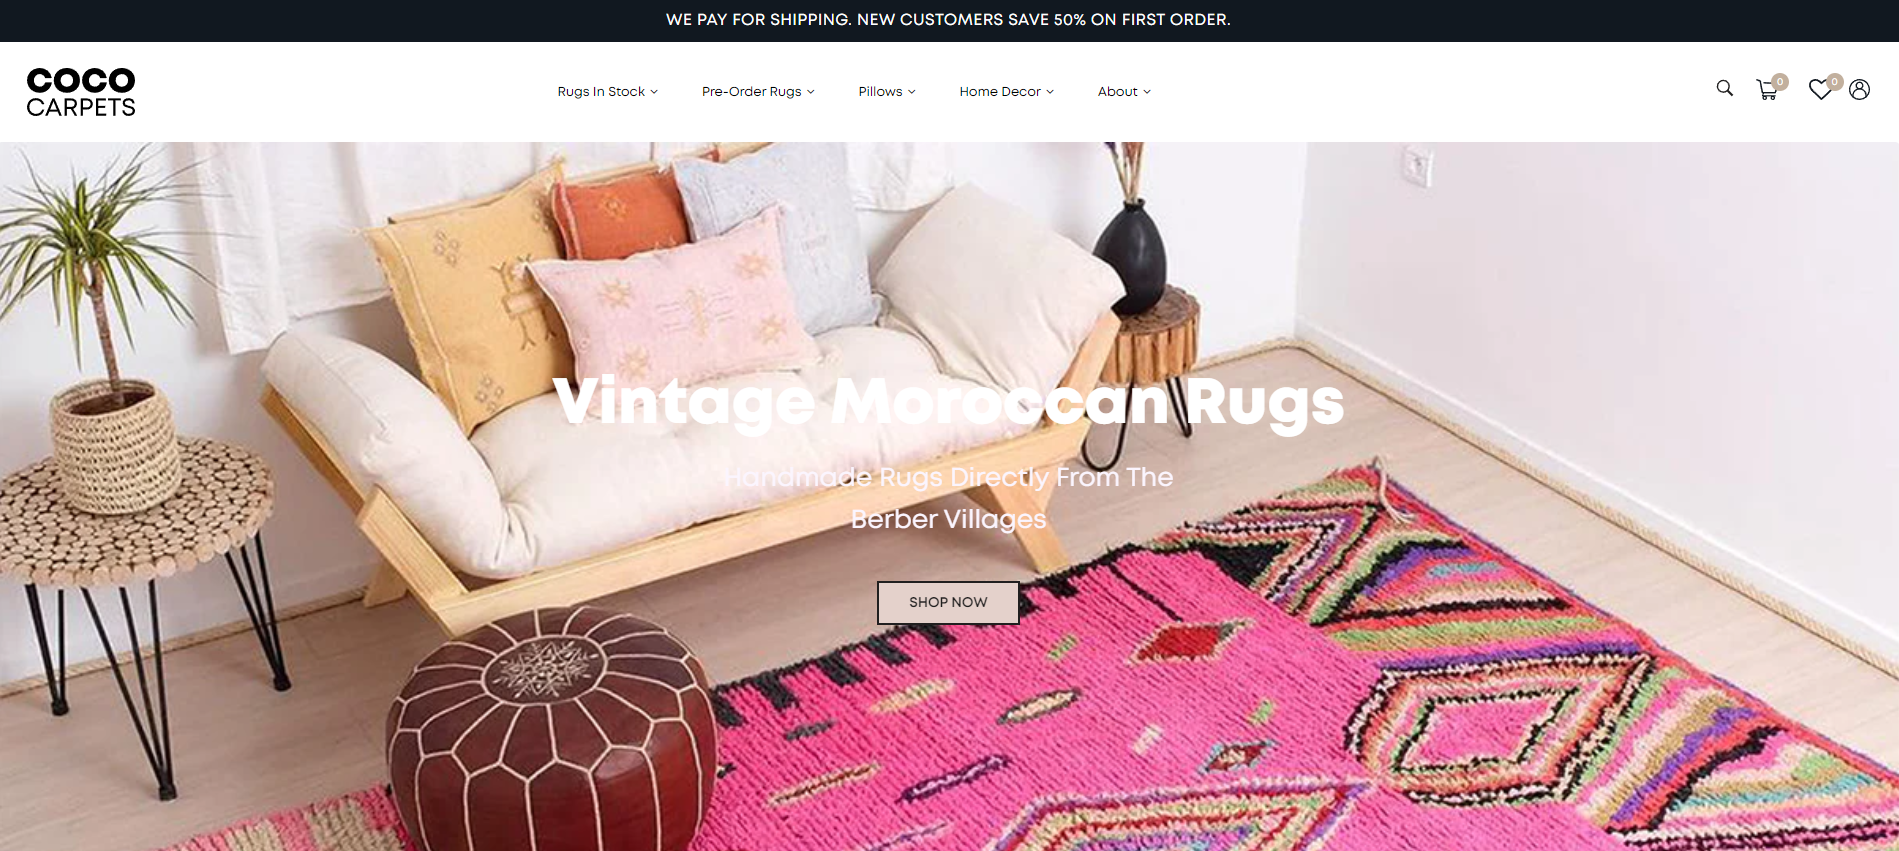 WE PAY FOR SHIPPING. NEW CUSTOMERS SAVE 50% ON FIRST ORDER.
COCO
CARPETS
Rugs In Stock
Pre-Order Rugs
Pillows
Home Decor
About
0
0
Vintage Moroccan Rugs
Handmade Rugs Directly From The
Berber Villages
SHOP NOW